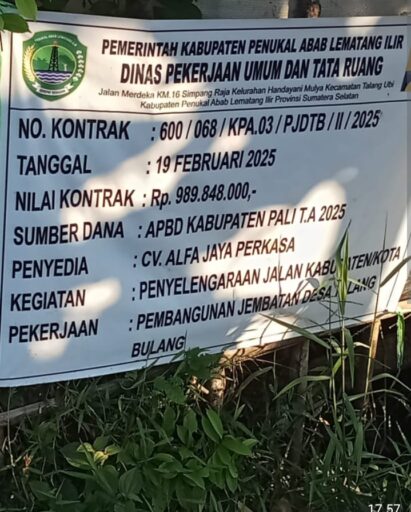 PEMERINTAH KABUPATEN PENUKAL ABAB LEMATANG ILIR
DINAS PEKERJAAN UMUM DAN TATA RUANG
Jalan Merdeka KM.16 Simpang Raja Kelurahan Handayani Mulya Kecamatan Talang Ubi
Kabupaten Penukal Abab Lematang Ilir Provinsi Sumatera Selatan
NO. KONTRAK : 600 / 068 / KPA.03 / PJDTB / II / 2025
TANGGAL : 19 FEBRUARI 2025
NILAI KONTRAK : Rp. 989.848.000,-
SUMBER DANA : APBD KABUPATEN PALI T.A 2025
PENYEDIA : CV. ALFA JAYA PERKASA
KEGIATAN : PENYELENGARAAN JALAN KABUPATEN/KOTA
PEKERJAAN : PEMBANGUNAN JEMBATAN DESA TALANG
BULANG
17.57